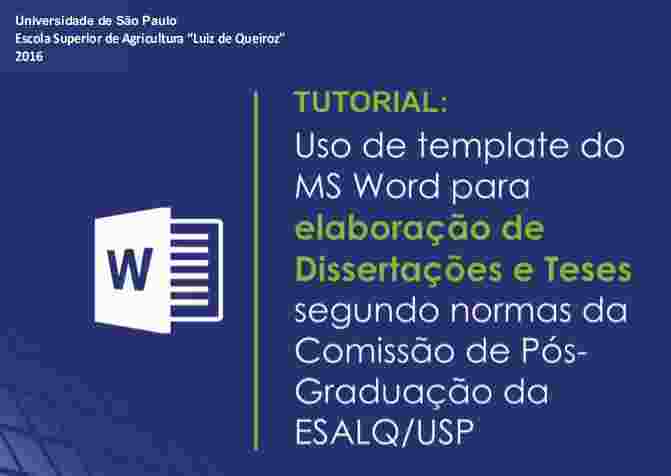 Universidade de São Paulo
Escola Superior de Agricultura "Luiz de Queiroz"
2016
TUTORIAL:
Uso de template do
MS Word para
elaboração de
Dissertações e Teses
segundo normas da
Comissão de Pós-
Graduação da
ESALQ/USP
W